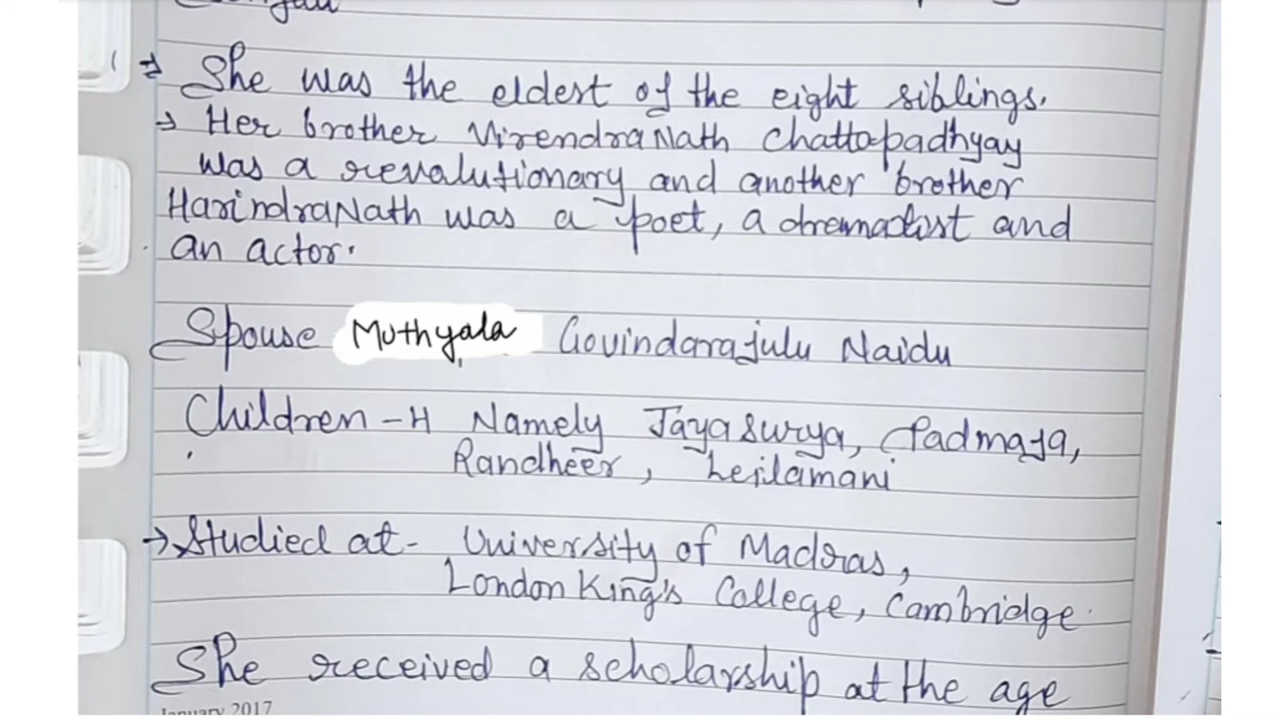 ⇒ She was the eldest of the eight siblings.
→ Her brother VirendraNath Chattopadhyay
was a revalutionary and another brother
HarindraNath was a poet, a dramatist and
an actor.
Spouse Muthyala Govindarajulu Naidu
Children - 4 Namely Jayasurya, Padmaja,
Randheer, Leilamani
→ Studied at - University of Madras,
London King's College, Cambridge.
She received a scholarship at the age
January 2017